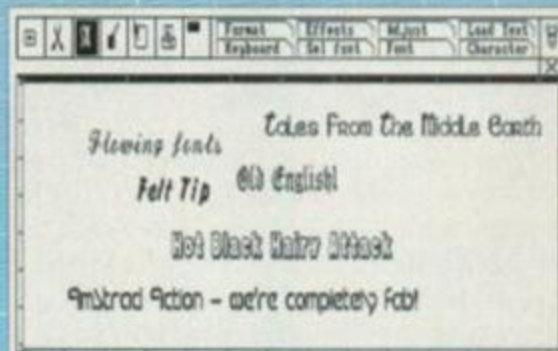 Format Effects Adjust Load Text
Keyboard Sel font Font Character
Tales From The Middle Earth
Flowing fonts
Felt Tip Old English!
Hot Black Hairy Attack
Amstrad Action - we're completely Fab!